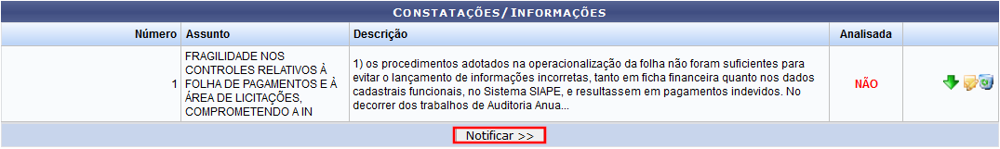 CONSTATAÇÕES/INFORMAÇÕES
Número Assunto Descrição Analisada
1 FRAGILIDADE NOS
CONTROLES RELATIVOS À
FOLHA DE PAGAMENTOS E À
ÁREA DE LICITAÇÕES,
COMPROMETENDO A IN
1) os procedimentos adotados na operacionalização da folha não foram suficientes para
evitar o lançamento de informações incorretas, tanto em ficha financeira quanto nos dados
cadastrais funcionais, no Sistema SIAPE, e resultassem em pagamentos indevidos. No
decorrer dos trabalhos de Auditoria Anua...
NÃO
Notificar >>